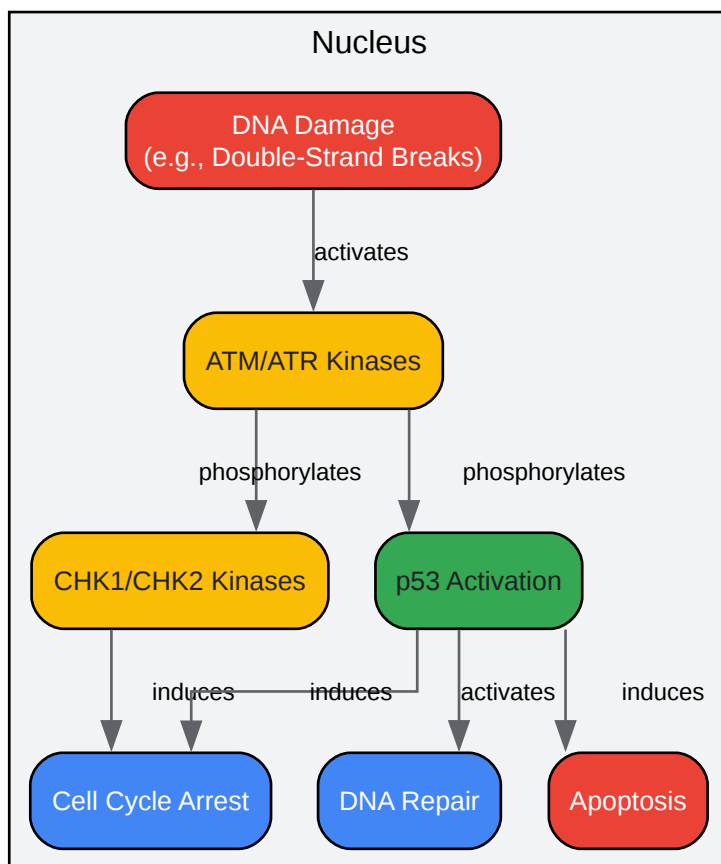 Nucleus
DNA Damage
(e.g., Double-Strand Breaks)
activates
ATM/ATR Kinases
phosphorylates
phosphorylates
CHK1/CHK2 Kinases
p53 Activation
induces
induces
activates
induces
Cell Cycle Arrest
DNA Repair
Apoptosis